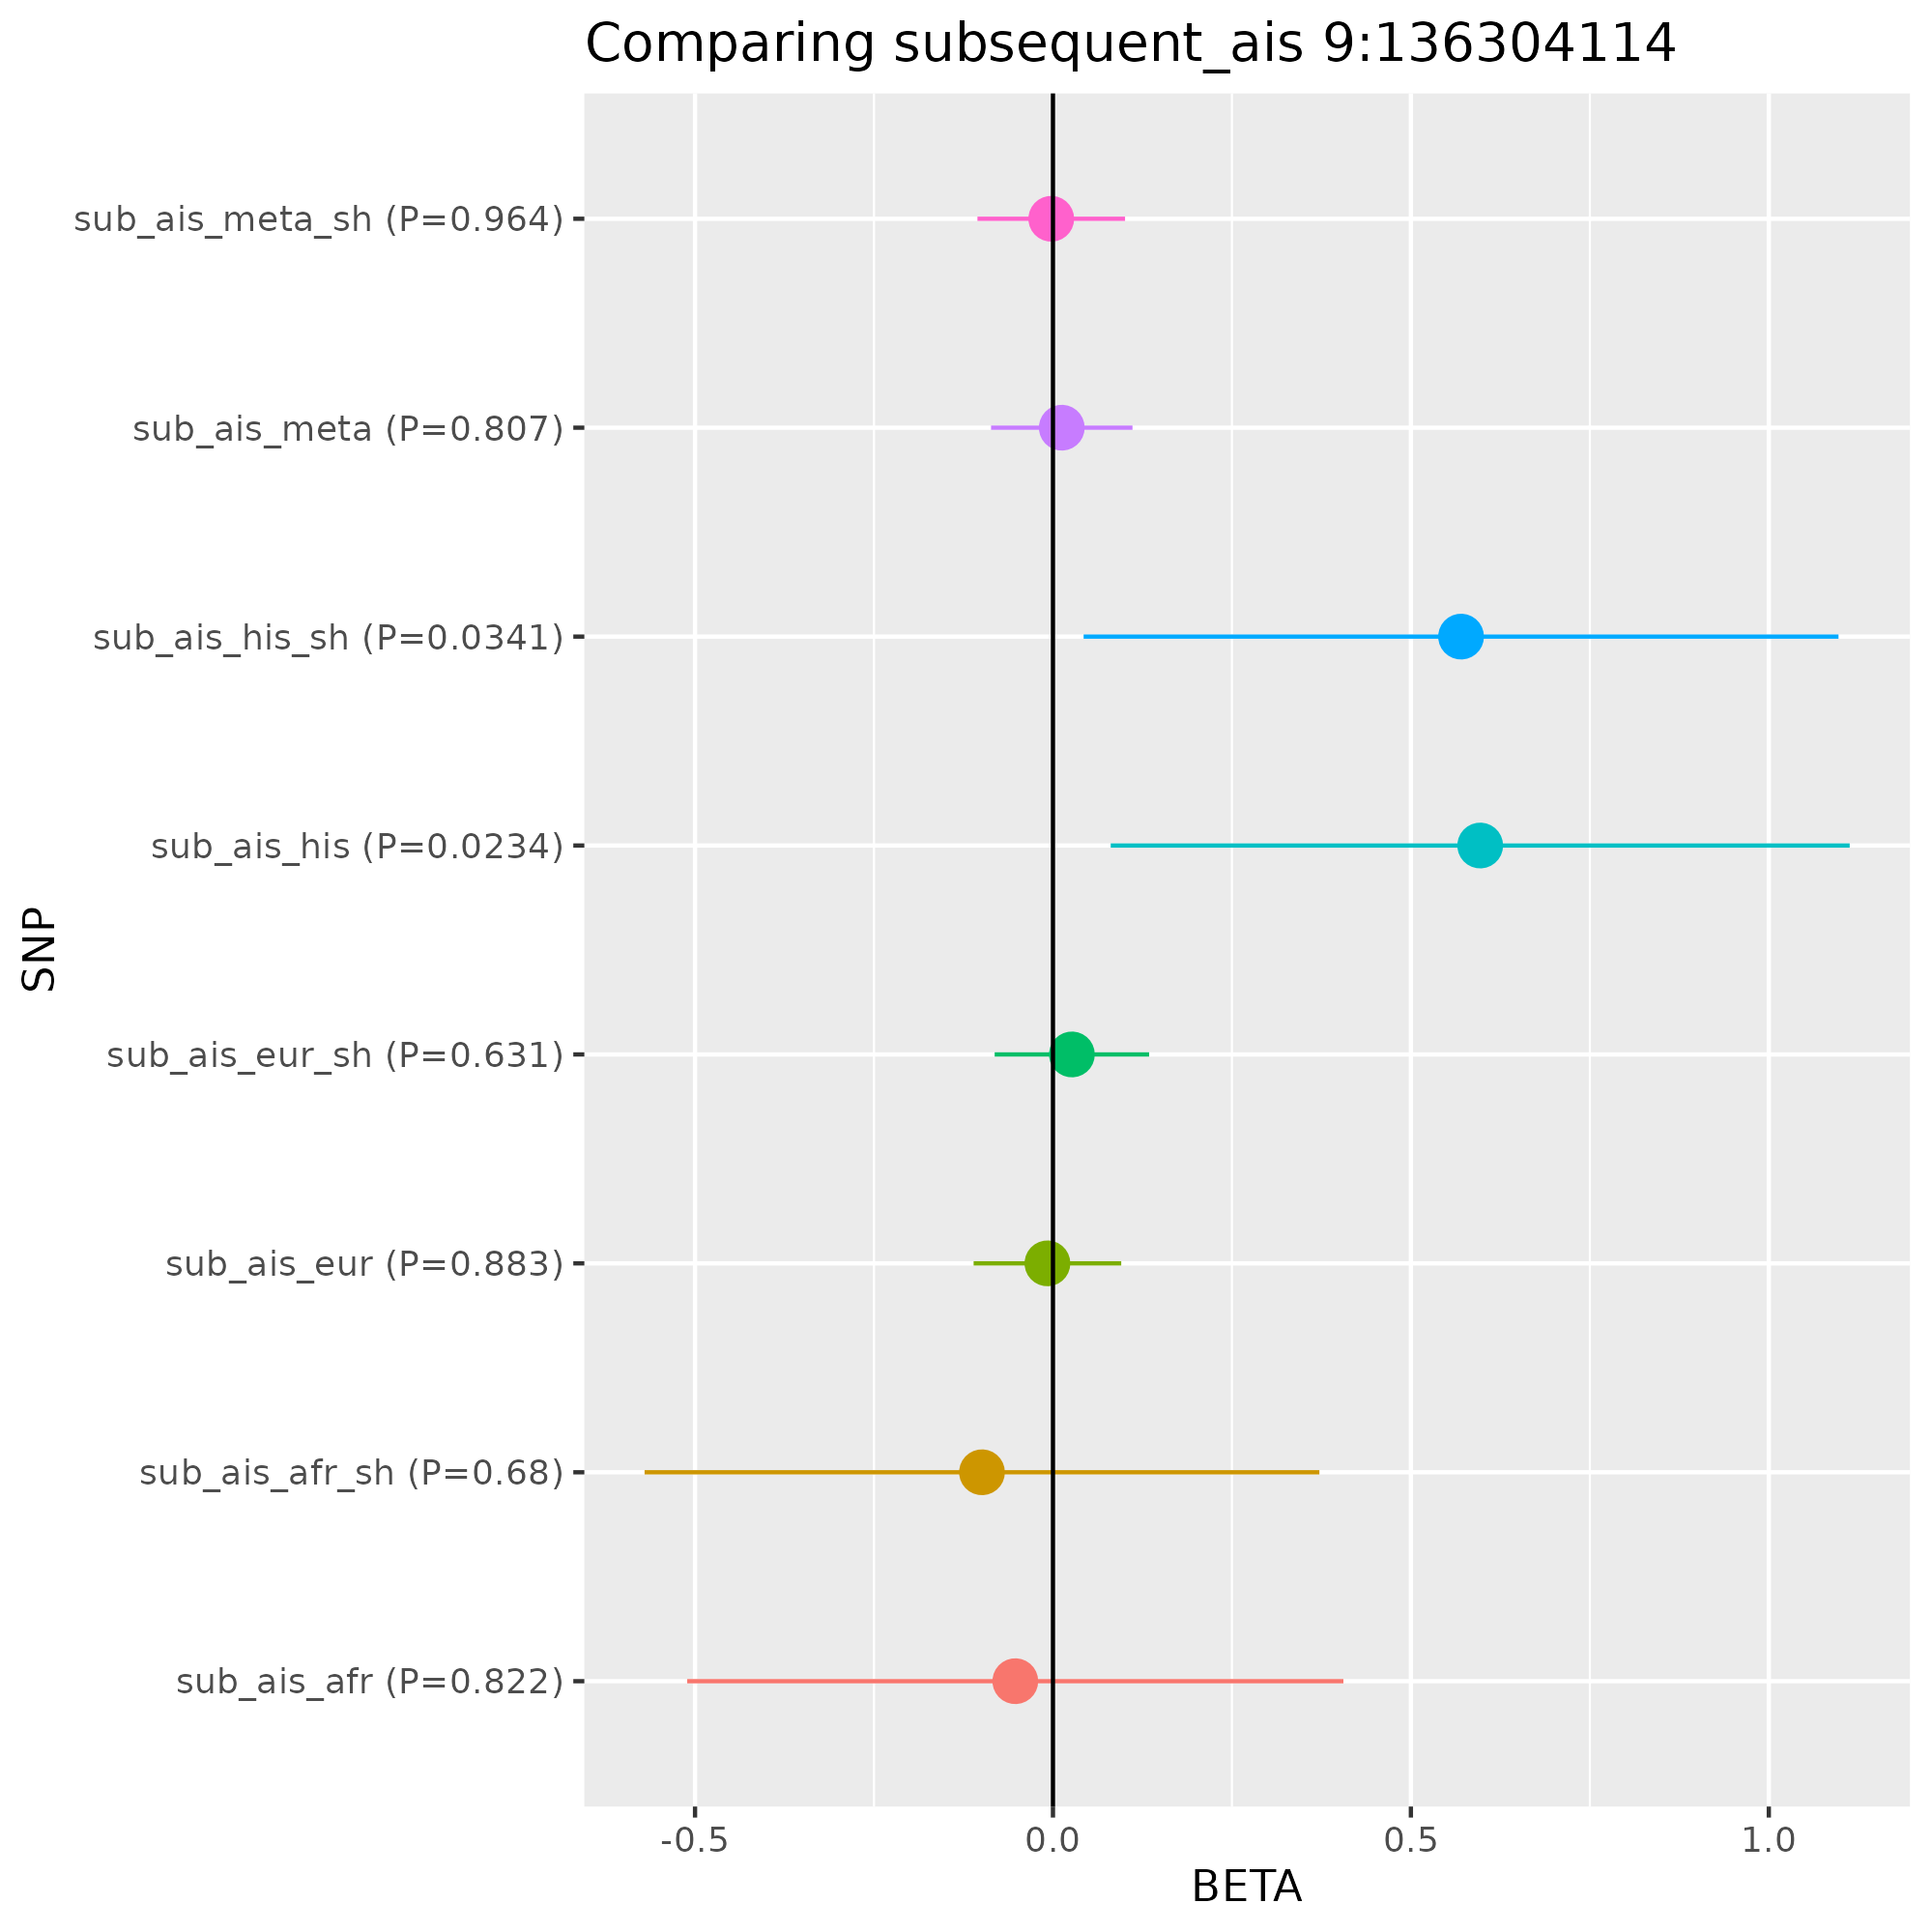 Comparing subsequent_ais 9:136304114
sub_ais_meta_sh (P=0.964)
sub_ais_meta (P=0.807)
sub_ais_his_sh (P=0.0341)
sub_ais_his (P=0.0234)
SNP
sub_ais_eur_sh (P=0.631)
sub_ais_eur (P=0.883)
sub_ais_afr_sh (P=0.68)
sub_ais_afr (P=0.822)
-0.5 0.0 0.5 1.0
BETA